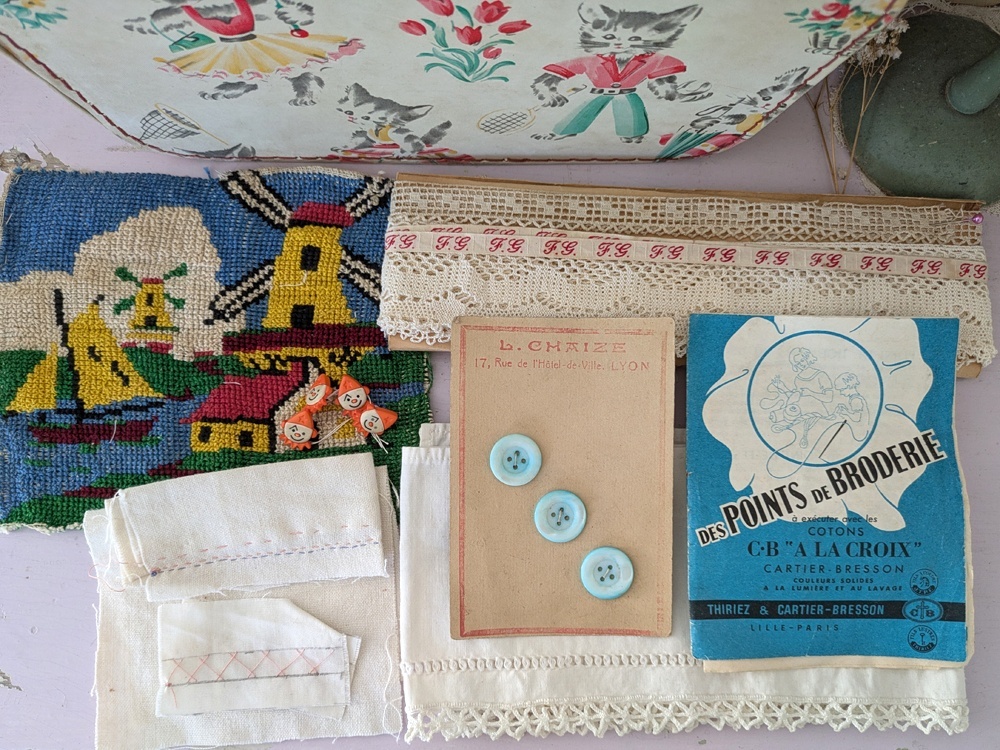 F.G. F.G. F.G. F.G. F.G. F.G. F.G. F.G. F.G. F.G. F.G. F.G.
L. CHAIZE
17, Rue de l'Hôtel-de-Ville, LYON
DES POINTS DE BRODERIE
à exécuter avec les
COTONS
C·B "A LA CROIX"
CARTIER-BRESSON
COULEURS SOLIDES
A LA LUMIÈRE ET AU LAVAGE
THIRIEZ & CARTIER-BRESSON
C B
LILLE-PARIS